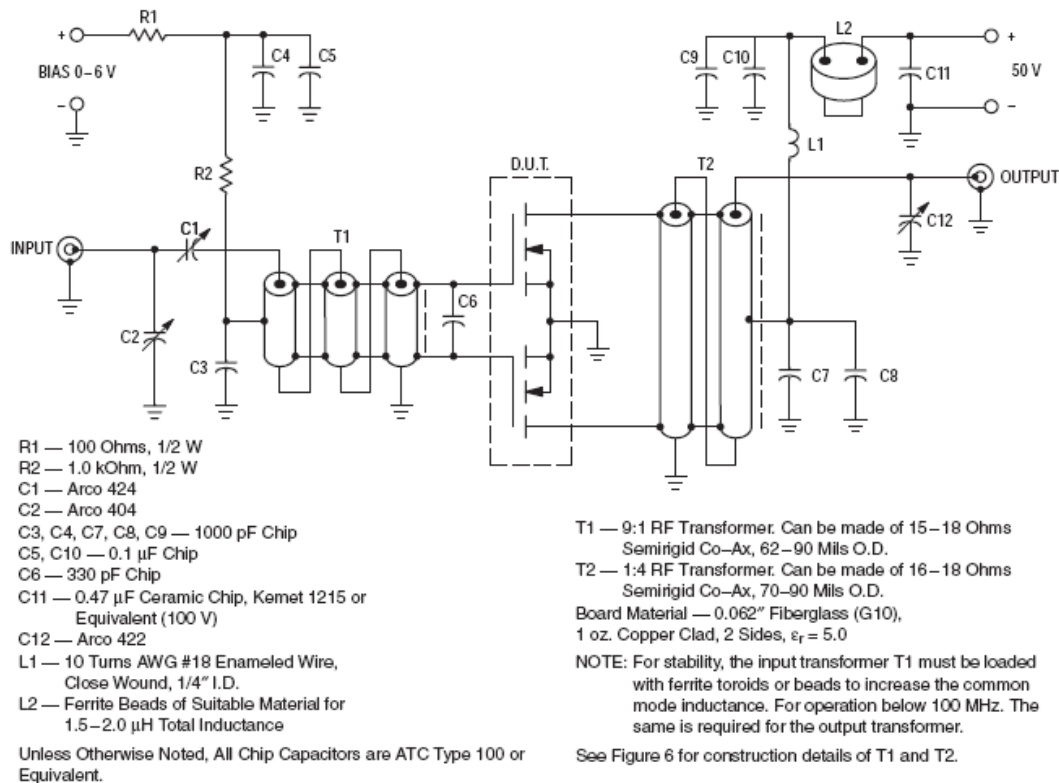 R1
+
BIAS 0–6 V
–
C4
C5
R2
INPUT
C1
C2
C3
T1
C6
D.U.T.
T2
C9
C10
L2
C11
+
50 V
–
L1
OUTPUT
C12
C7
C8
R1 — 100 Ohms, 1/2 W
R2 — 1.0 kOhm, 1/2 W
C1 — Arco 424
C2 — Arco 404
C3, C4, C7, C8, C9 — 1000 pF Chip
C5, C10 — 0.1 µF Chip
C6 — 330 pF Chip
C11 — 0.47 µF Ceramic Chip, Kemet 1215 or
Equivalent (100 V)
C12 — Arco 422
L1 — 10 Turns AWG #18 Enameled Wire,
Close Wound, 1/4″ I.D.
L2 — Ferrite Beads of Suitable Material for
1.5–2.0 µH Total Inductance
Unless Otherwise Noted, All Chip Capacitors are ATC Type 100 or
Equivalent.
T1 — 9:1 RF Transformer. Can be made of 15–18 Ohms
Semirigid Co–Ax, 62–90 Mils O.D.
T2 — 1:4 RF Transformer. Can be made of 16–18 Ohms
Semirigid Co–Ax, 70–90 Mils O.D.
Board Material — 0.062″ Fiberglass (G10),
1 oz. Copper Clad, 2 Sides, εr = 5.0
NOTE: For stability, the input transformer T1 must be loaded
with ferrite toroids or beads to increase the common
mode inductance. For operation below 100 MHz. The
same is required for the output transformer.
See Figure 6 for construction details of T1 and T2.